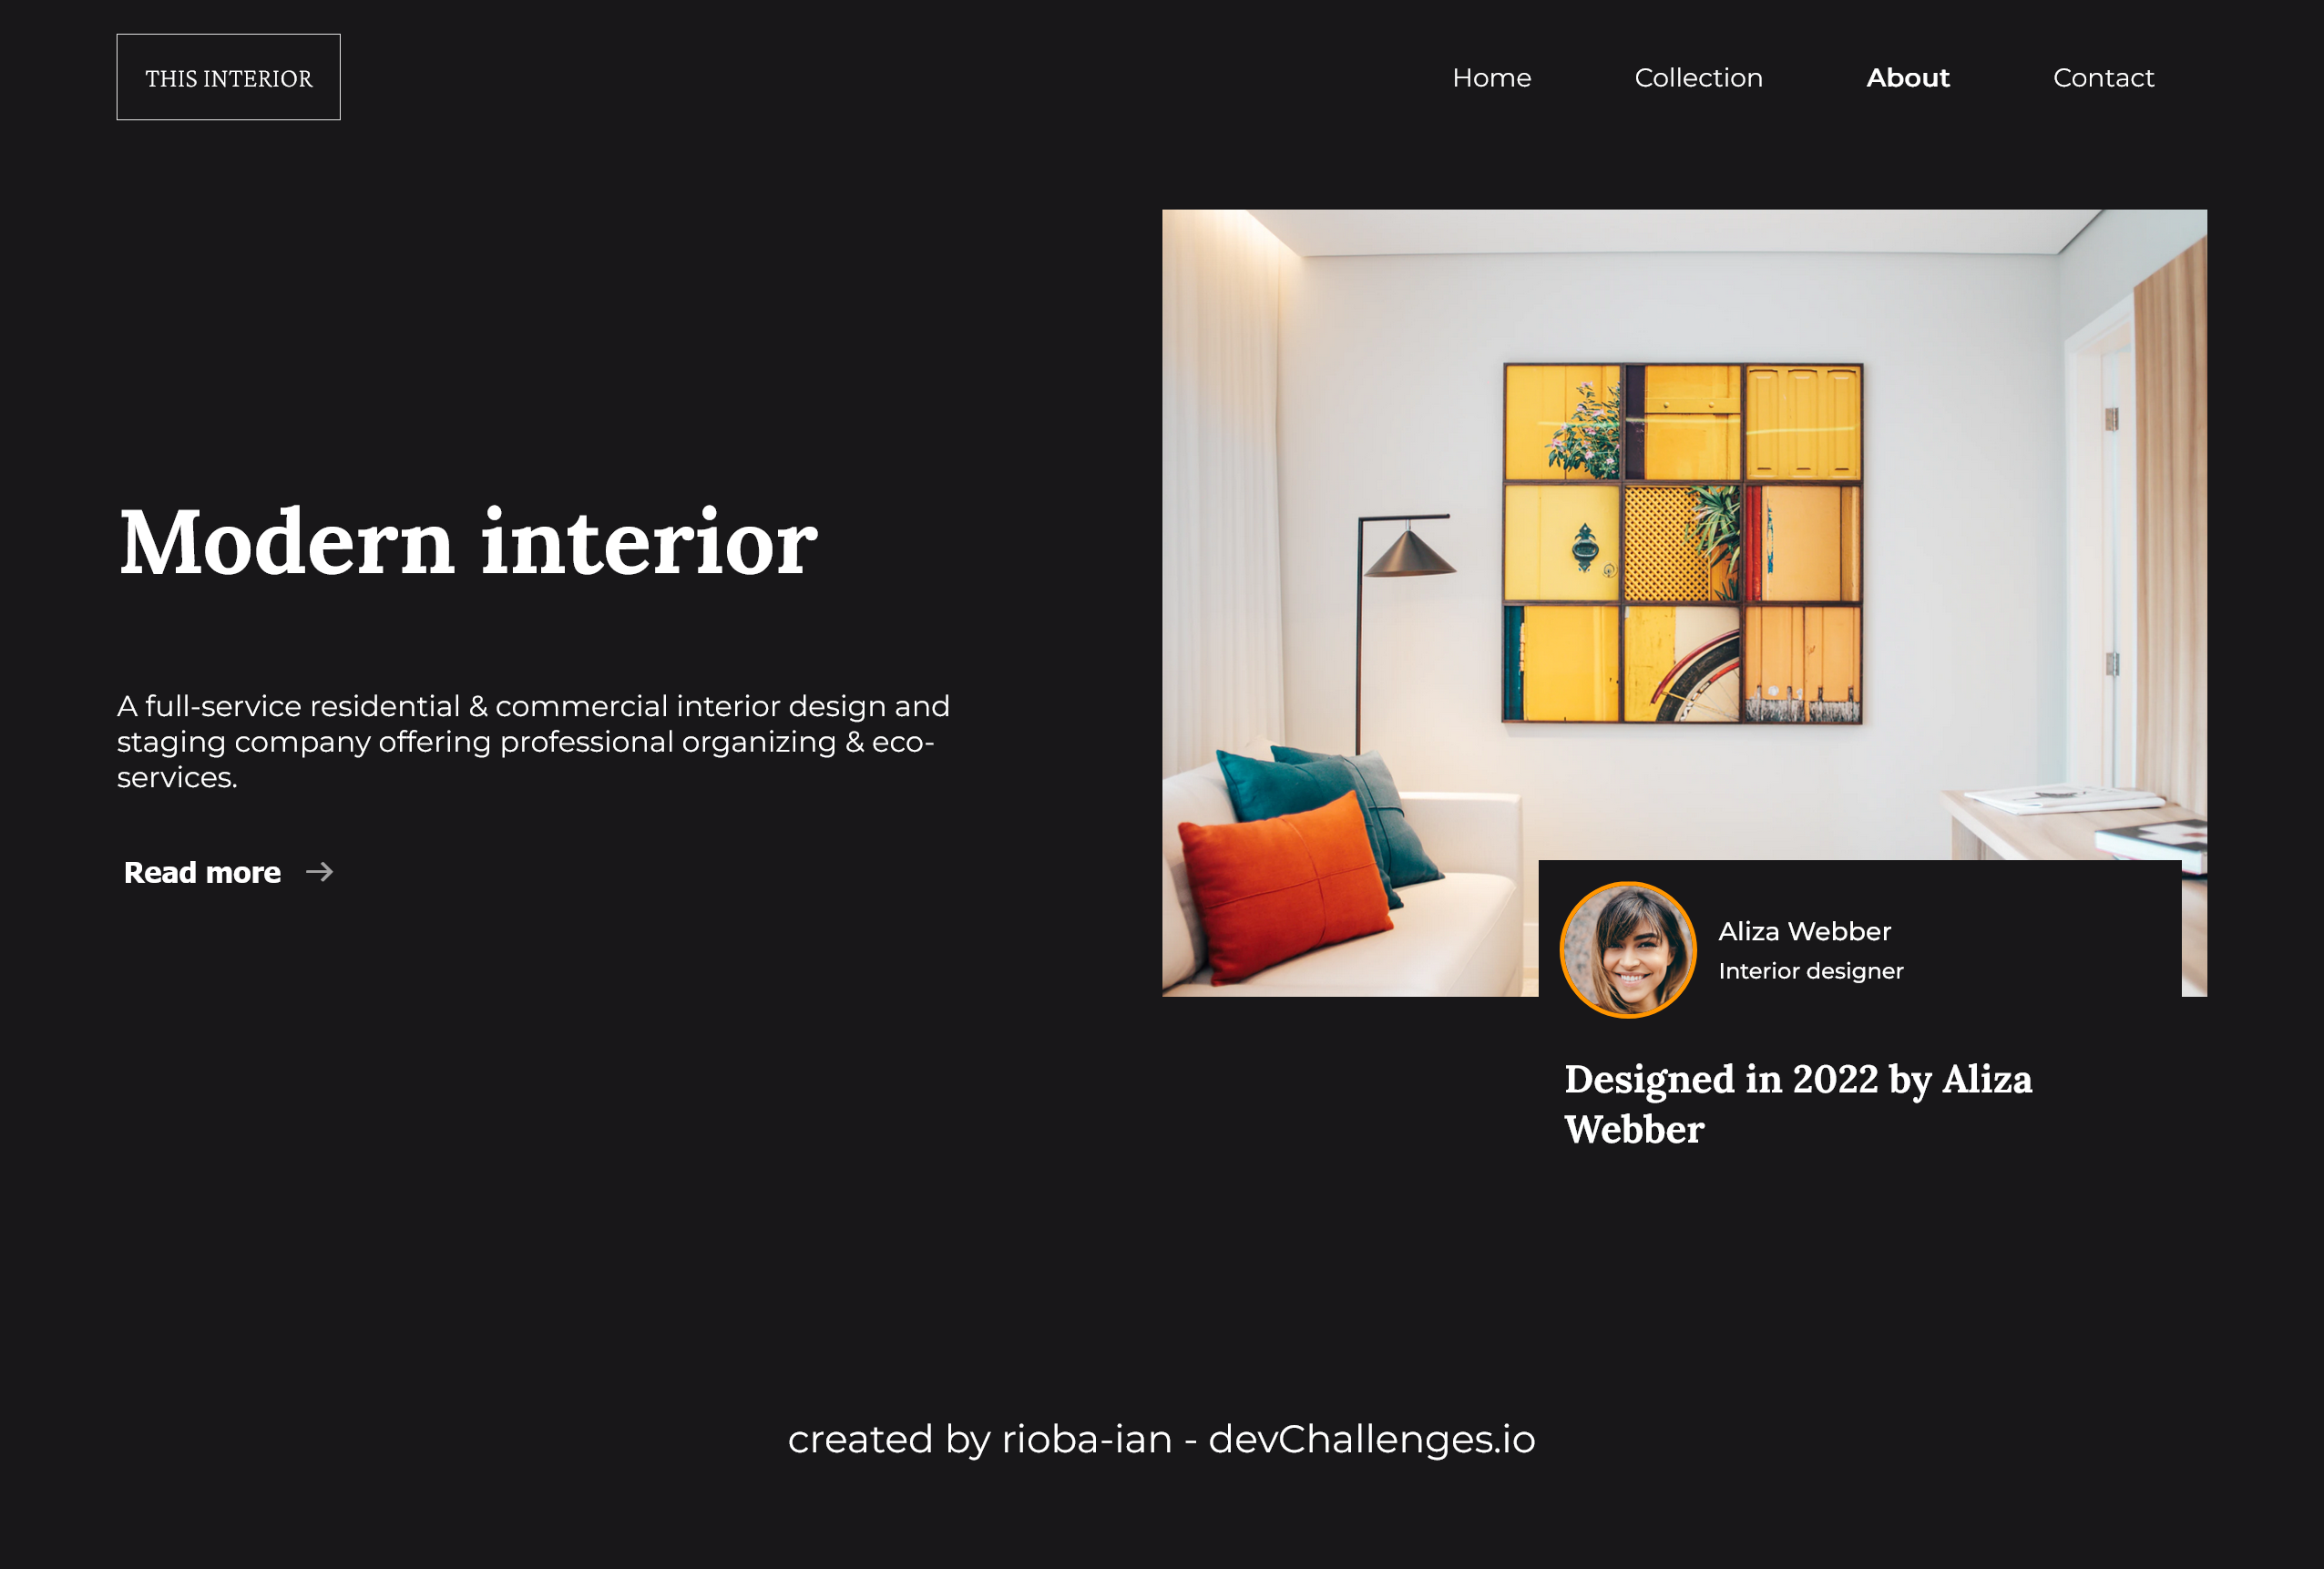 THIS INTERIOR
Home
Collection
About
Contact
Modern interior
A full-service residential & commercial interior design and
staging company offering professional organizing & eco-
services.
Read more
Aliza Webber
Interior designer
Designed in 2022 by Aliza
Webber
created by rioba-ian - devChallenges.io